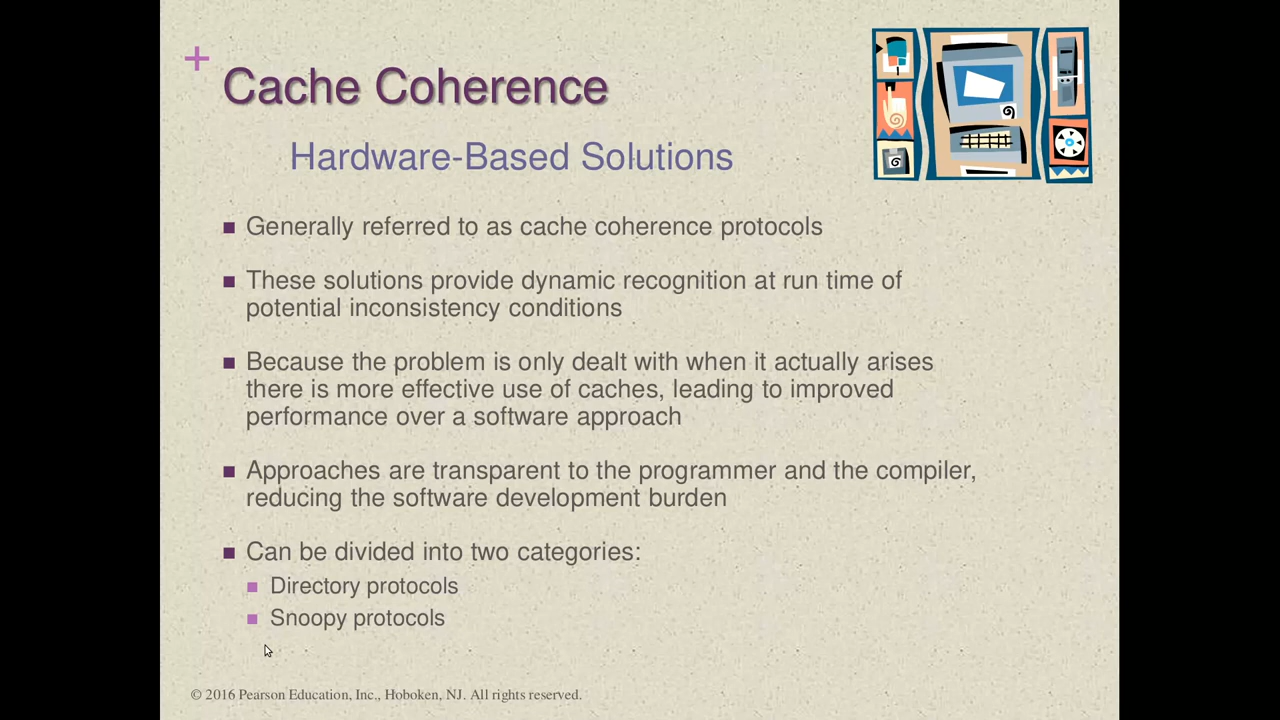 +
Cache Coherence
Hardware-Based Solutions
■ Generally referred to as cache coherence protocols
■ These solutions provide dynamic recognition at run time of
potential inconsistency conditions
■ Because the problem is only dealt with when it actually arises
there is more effective use of caches, leading to improved
performance over a software approach
■ Approaches are transparent to the programmer and the compiler,
reducing the software development burden
■ Can be divided into two categories:
■ Directory protocols
■ Snoopy protocols
© 2016 Pearson Education, Inc., Hoboken, NJ. All rights reserved.